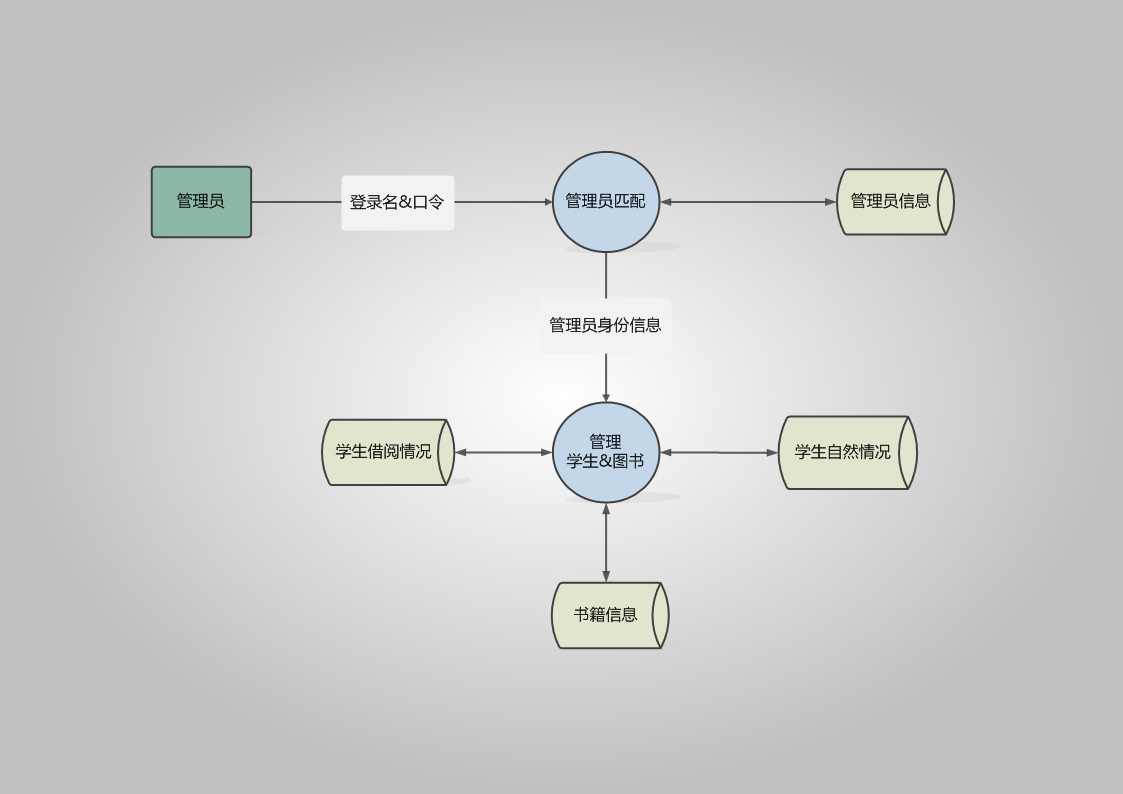 管理员
登录名&口令
管理员匹配
管理员信息
管理员身份信息
学生借阅情况
管理
学生&图书
学生自然情况
书籍信息